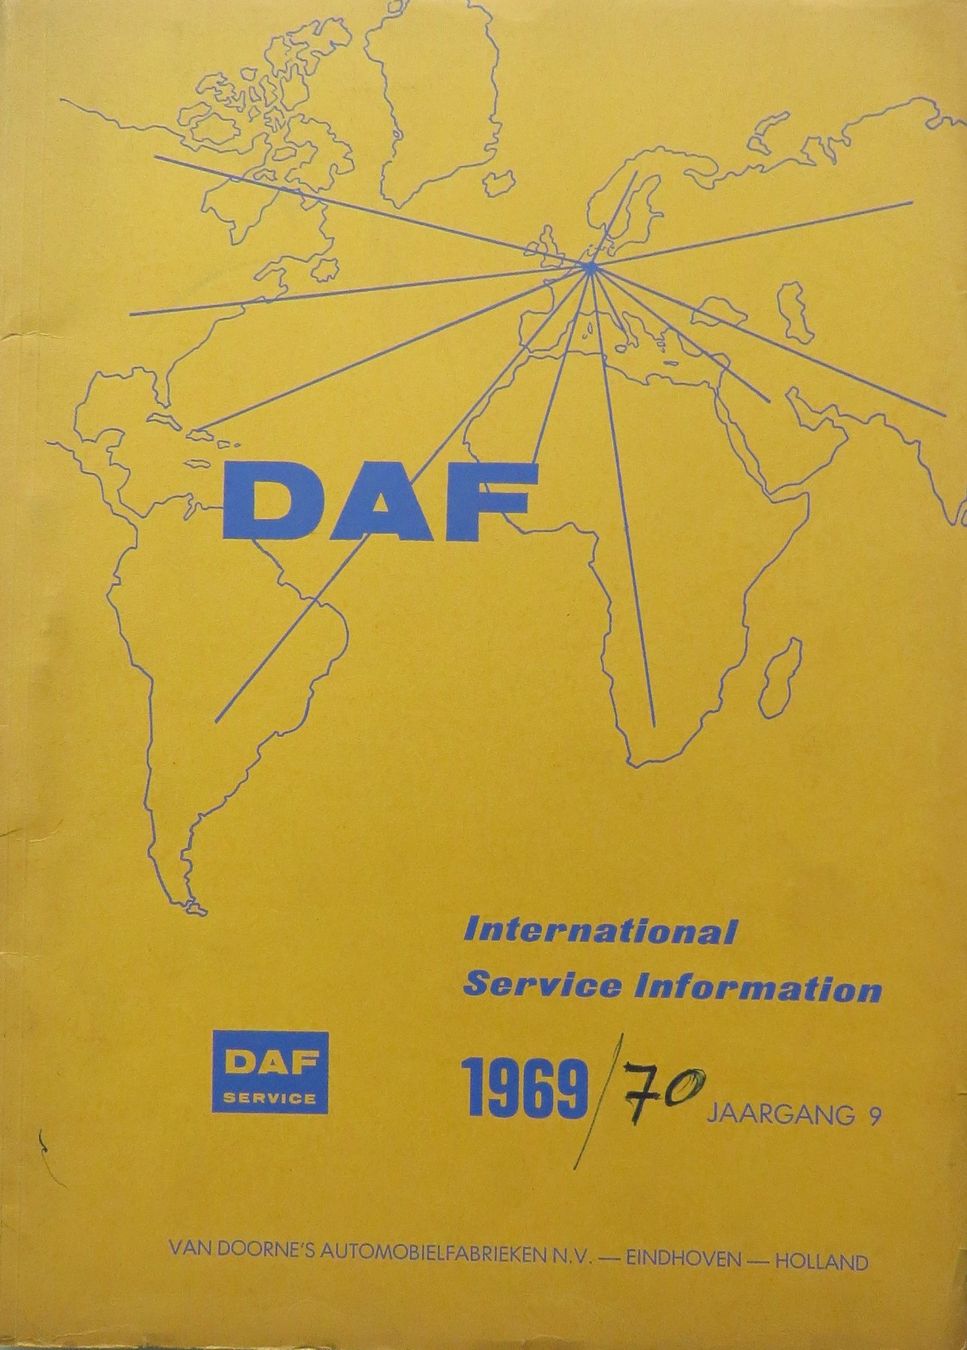 DAF
International
Service Information
DAF
SERVICE
1969/70 JAARGANG 9
VAN DOORNE'S AUTOMOBIELFABRIEKEN N.V. — EINDHOVEN — HOLLAND